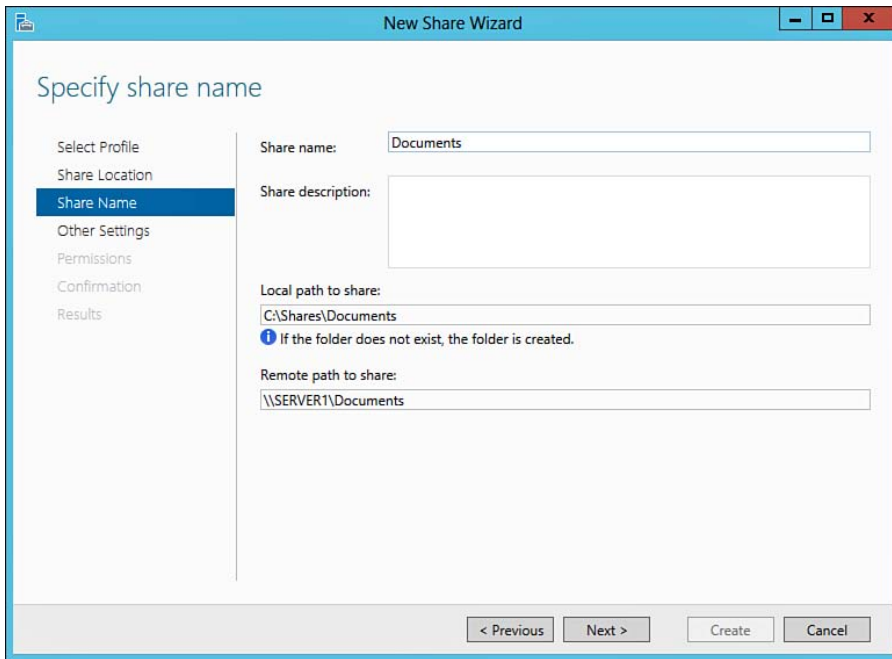 New Share Wizard
Specify share name
Select Profile
Share Location
Share Name
Other Settings
Permissions
Confirmation
Results
Share name:
Documents
Share description:
Local path to share:
C:\Shares\Documents
If the folder does not exist, the folder is created.
Remote path to share:
\\SERVER1\Documents
< Previous
Next >
Create
Cancel